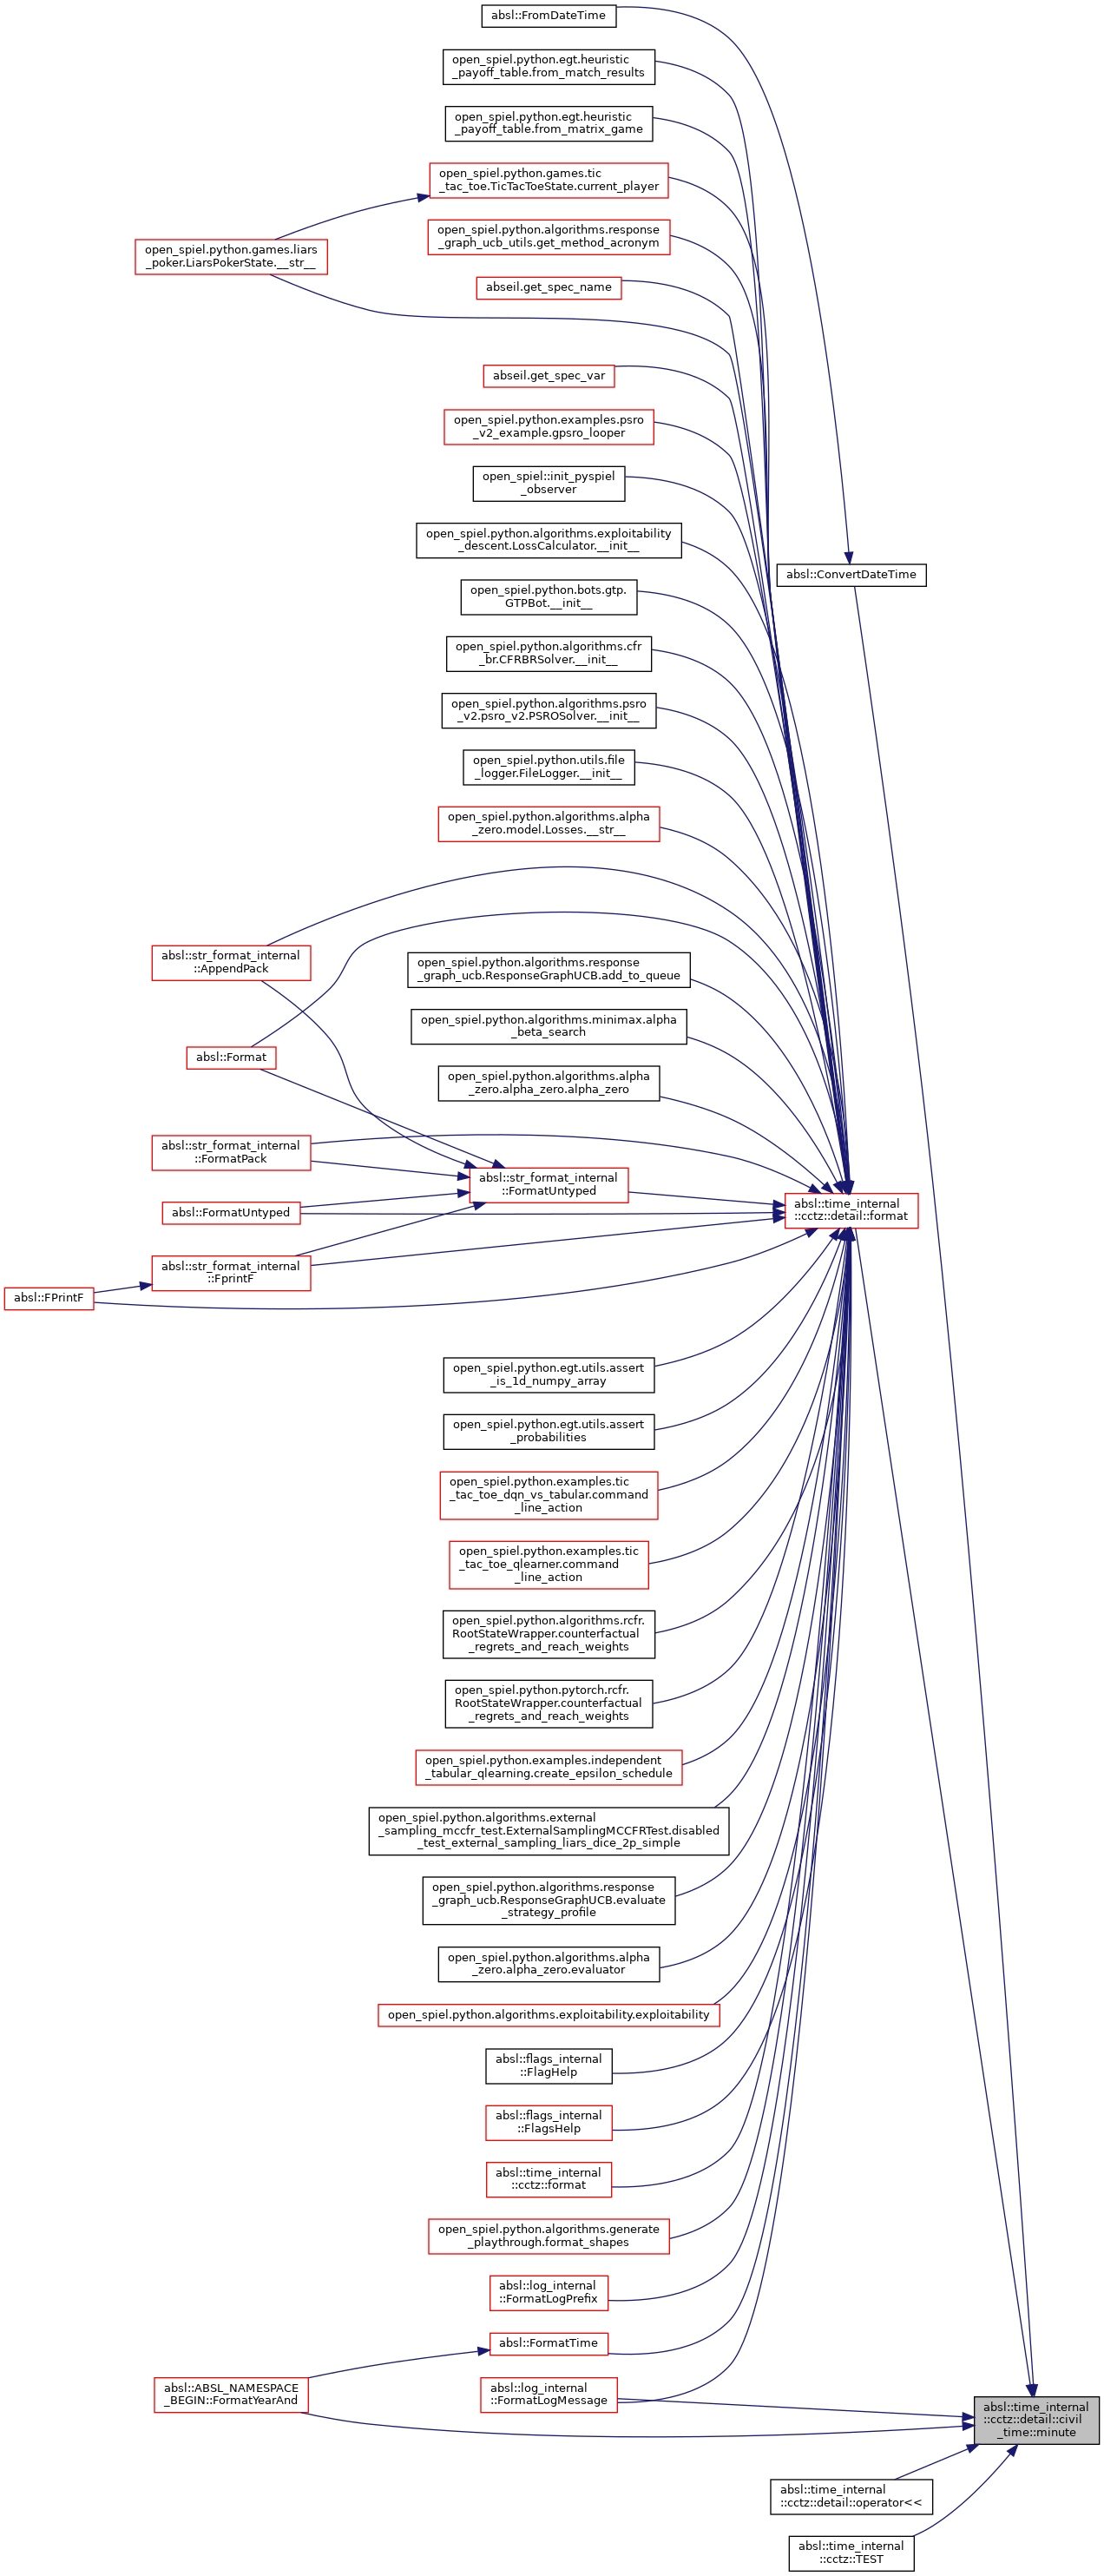 absl::FromDateTime
open_spiel.python.egt.heuristic
_payoff_table.from_match_results
open_spiel.python.egt.heuristic
_payoff_table.from_matrix_game
open_spiel.python.games.tic
_tac_toe.TicTacToeState.current_player
open_spiel.python.algorithms.response
_graph_ucb_utils.get_method_acronym
open_spiel.python.games.liars
_poker.LiarsPokerState.__str__
abseil.get_spec_name
abseil.get_spec_var
open_spiel.python.examples.psro
_v2_example.gpsro_looper
open_spiel::init_pyspiel
_observer
open_spiel.python.algorithms.exploitability
_descent.LossCalculator.__init__
absl::ConvertDateTime
open_spiel.python.bots.gtp.
GTPBot.__init__
open_spiel.python.algorithms.cfr
_br.CFRBRSolver.__init__
open_spiel.python.algorithms.psro
_v2.psro_v2.PSROSolver.__init__
open_spiel.python.utils.file
_logger.FileLogger.__init__
open_spiel.python.algorithms.alpha
_zero.model.Losses.__str__
absl::str_format_internal
::AppendPack
open_spiel.python.algorithms.response
_graph_ucb.ResponseGraphUCB.add_to_queue
open_spiel.python.algorithms.minimax.alpha
_beta_search
absl::Format
open_spiel.python.algorithms.alpha
_zero.alpha_zero.alpha_zero
absl::str_format_internal
::FormatPack
absl::str_format_internal
::FormatUntyped
absl::FormatUntyped
absl::time_internal
::cctz::detail::format
absl::str_format_internal
::FprintF
absl::FPrintF
open_spiel.python.egt.utils.assert
_is_1d_numpy_array
open_spiel.python.egt.utils.assert
_probabilities
open_spiel.python.examples.tic
_tac_toe_dqn_vs_tabular.command
_line_action
open_spiel.python.examples.tic
_tac_toe_qlearner.command
_line_action
open_spiel.python.algorithms.rcfr.
RootStateWrapper.counterfactual
_regrets_and_reach_weights
open_spiel.python.pytorch.rcfr.
RootStateWrapper.counterfactual
_regrets_and_reach_weights
open_spiel.python.examples.independent
_tabular_qlearning.create_epsilon_schedule
open_spiel.python.algorithms.external
_sampling_mccfr_test.ExternalSamplingMCCFRTest.disabled
_test_external_sampling_liars_dice_2p_simple
open_spiel.python.algorithms.response
_graph_ucb.ResponseGraphUCB.evaluate
_strategy_profile
open_spiel.python.algorithms.alpha
_zero.alpha_zero.evaluator
open_spiel.python.algorithms.exploitability.exploitability
absl::flags_internal
::FlagHelp
absl::flags_internal
::FlagsHelp
absl::time_internal
::cctz::format
open_spiel.python.algorithms.generate
_playthrough.format_shapes
absl::log_internal
::FormatLogPrefix
absl::FormatTime
absl::ABSL_NAMESPACE
_BEGIN::FormatYearAnd
absl::log_internal
::FormatLogMessage
absl::time_internal
::cctz::detail::civil
_time::minute
absl::time_internal
::cctz::detail::operator<<
absl::time_internal
::cctz::TEST